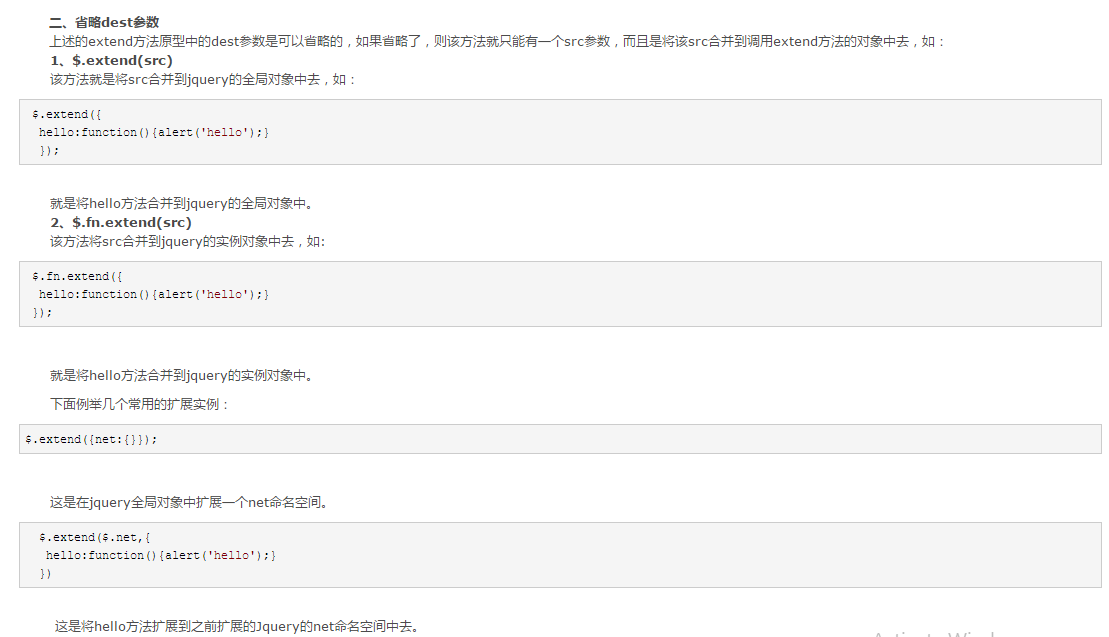 二、省略dest参数
上述的extend方法原型中的dest参数是可以省略的，如果省略了，则该方法就只能有一个src参数，而且是将该src合并到调用extend方法的对象中去，如：
1、$.extend(src)
该方法就是将src合并到jquery的全局对象中去，如：
$.extend({
hello:function(){alert('hello');}
});
就是将hello方法合并到jquery的全局对象中。
2、$.fn.extend(src)
该方法将src合并到jquery的实例对象中去，如:
$.fn.extend({
hello:function(){alert('hello');}
});
就是将hello方法合并到jquery的实例对象中。
下面例举几个常用的扩展实例：
$.extend({net:{}});
这是在jquery全局对象中扩展一个net命名空间。
$.extend($.net,{
hello:function(){alert('hello');}
})
这是将hello方法扩展到之前扩展的Jquery的net命名空间中去。